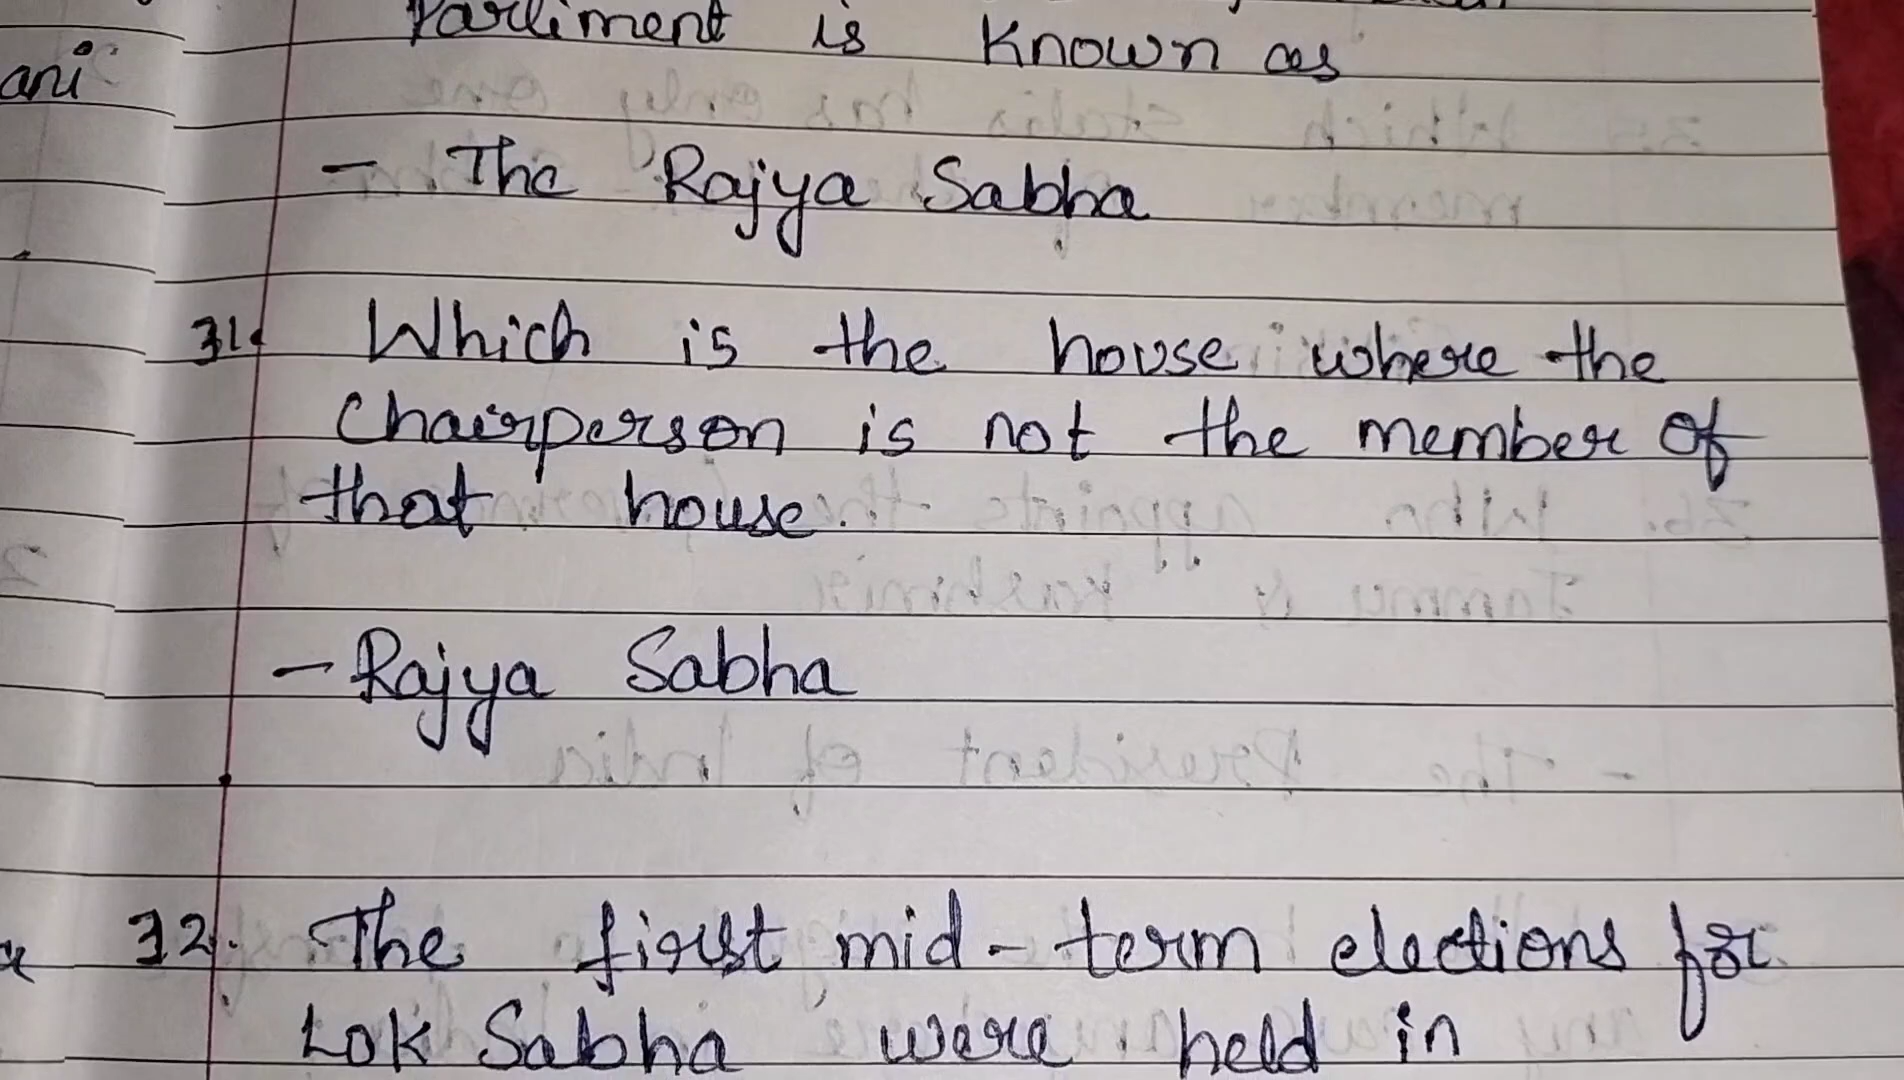 Parliment is known as
- The Rajya Sabha
31. Which is the house where the
Chairperson is not the member of
that house.
- Rajya Sabha
32. The first mid-term elections for
Lok Sabha were held in